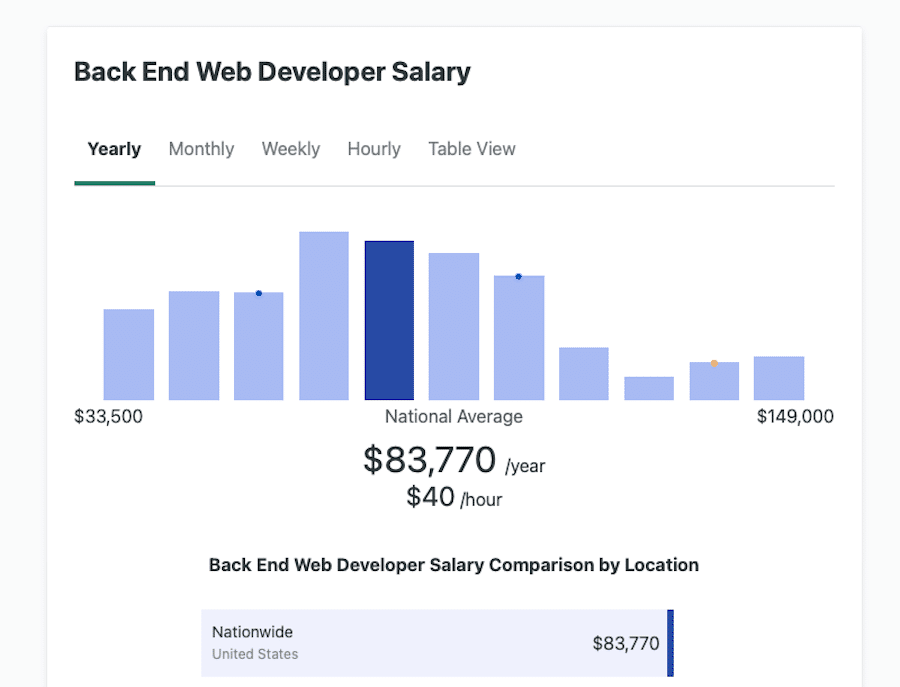 Back End Web Developer Salary
Yearly Monthly Weekly Hourly Table View
$33,500 National Average $149,000
$83,770 /year
$40 /hour
Back End Web Developer Salary Comparison by Location
Nationwide
United States
$83,770